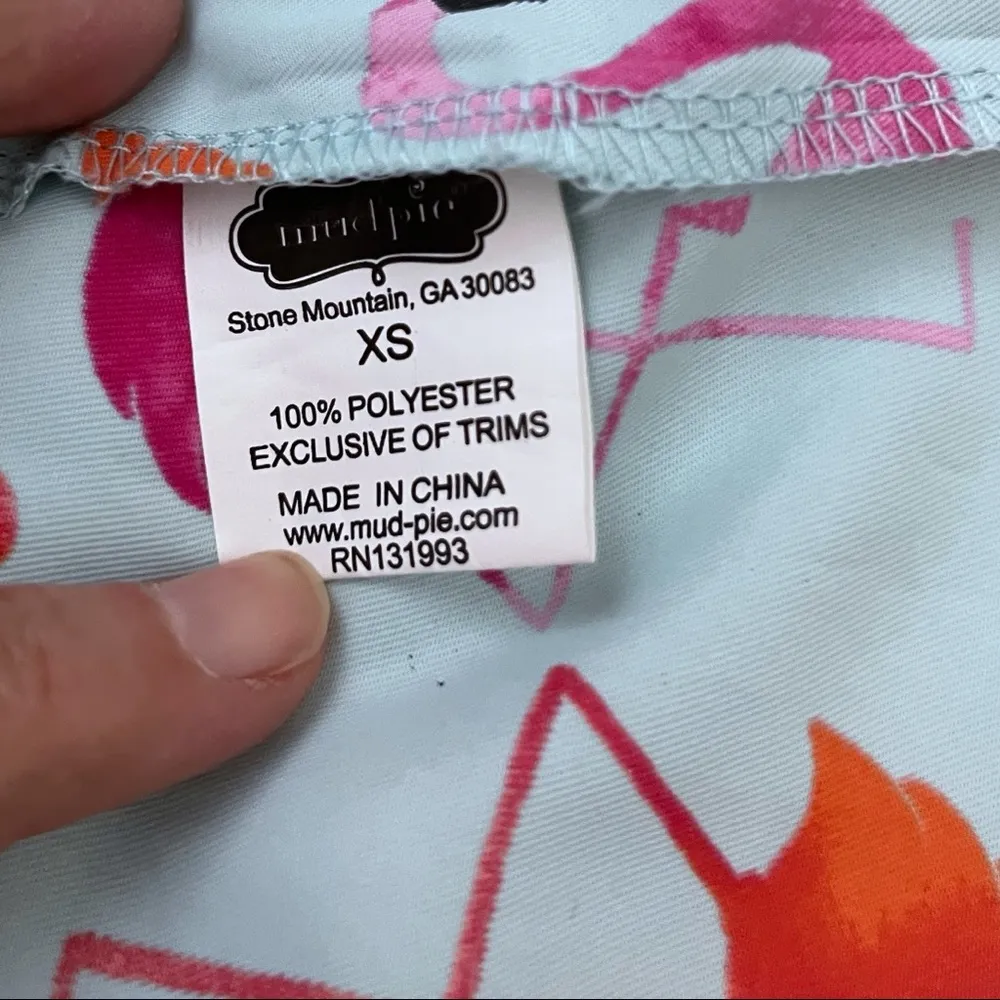 mud pie
Stone Mountain, GA 30083
XS
100% POLYESTER
EXCLUSIVE OF TRIMS
MADE IN CHINA
www.mud-pie.com
RN131993